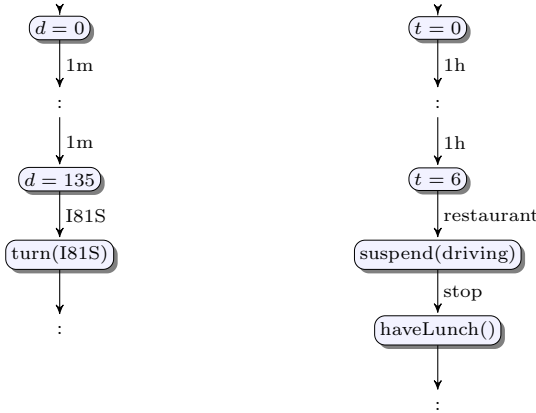 d = 0
1m
:
1m
d = 135
I81S
turn(I81S)
:
t = 0
1h
:
1h
t = 6
restaurant
suspend(driving)
stop
haveLunch()
: